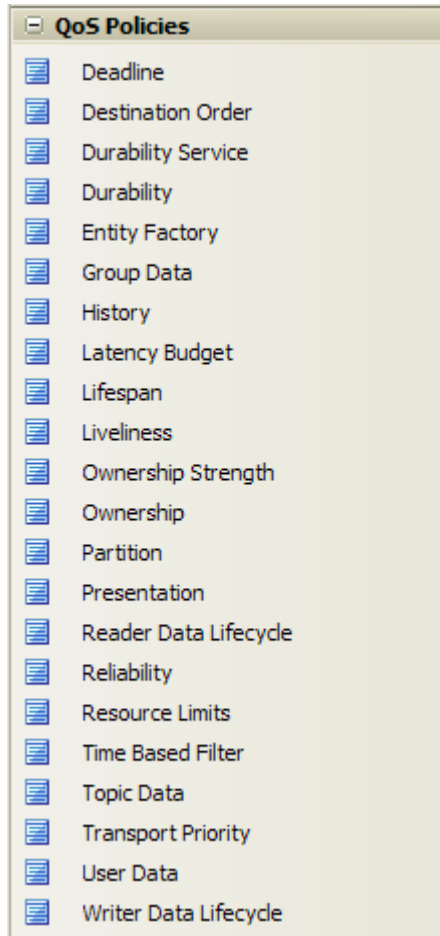 QoS Policies
Deadline
Destination Order
Durability Service
Durability
Entity Factory
Group Data
History
Latency Budget
Lifespan
Liveliness
Ownership Strength
Ownership
Partition
Presentation
Reader Data Lifecycle
Reliability
Resource Limits
Time Based Filter
Topic Data
Transport Priority
User Data
Writer Data Lifecycle